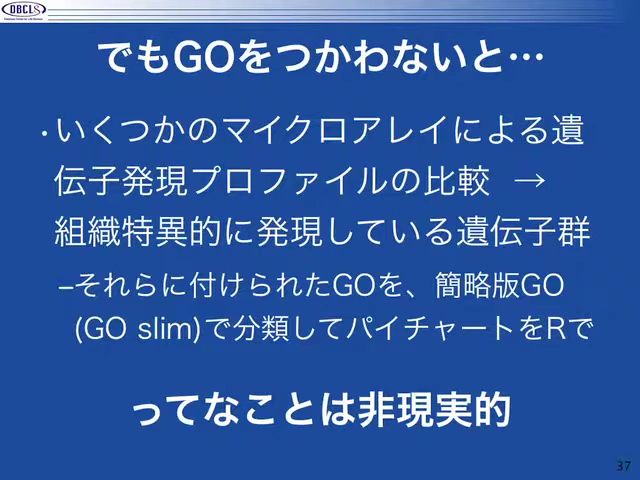 DBCLS
でもGOをつかわないと…
・いくつかのマイクロアレイによる遺
伝子発現プロファイルの比較 →
組織特異的に発現している遺伝子群
–それらに付けられたGOを、簡略版GO
(GO slim)で分類してパイチャートをRで
ってなことは非現実的
37